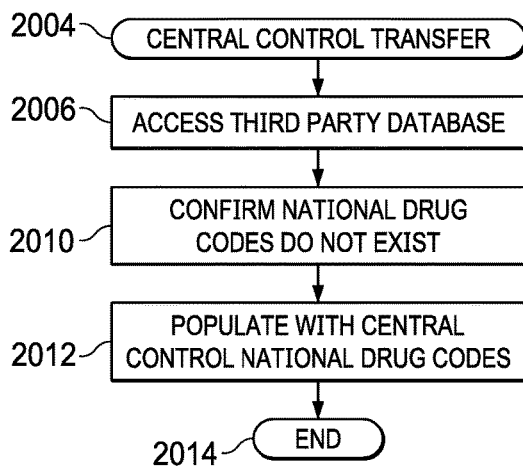 2004
CENTRAL CONTROL TRANSFER
2006
ACCESS THIRD PARTY DATABASE
2010
CONFIRM NATIONAL DRUG
CODES DO NOT EXIST
2012
POPULATE WITH CENTRAL
CONTROL NATIONAL DRUG CODES
2014
END